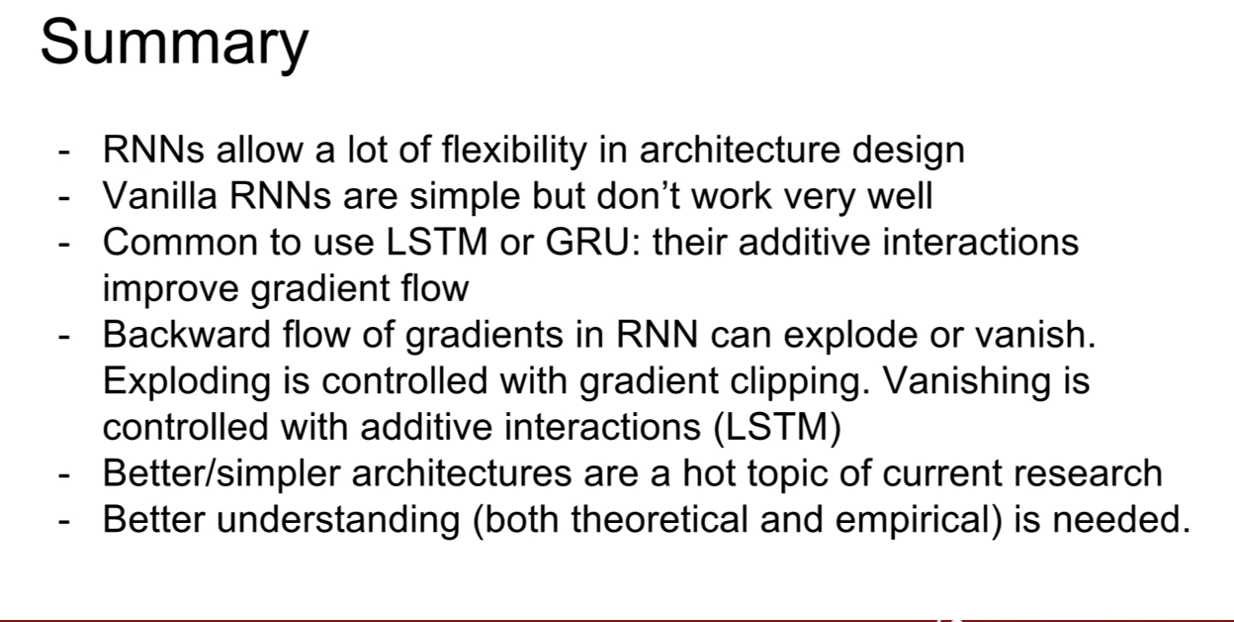 Summary
- RNNs allow a lot of flexibility in architecture design
- Vanilla RNNs are simple but don’t work very well
- Common to use LSTM or GRU: their additive interactions
improve gradient flow
- Backward flow of gradients in RNN can explode or vanish.
Exploding is controlled with gradient clipping. Vanishing is
controlled with additive interactions (LSTM)
- Better/simpler architectures are a hot topic of current research
- Better understanding (both theoretical and empirical) is needed.